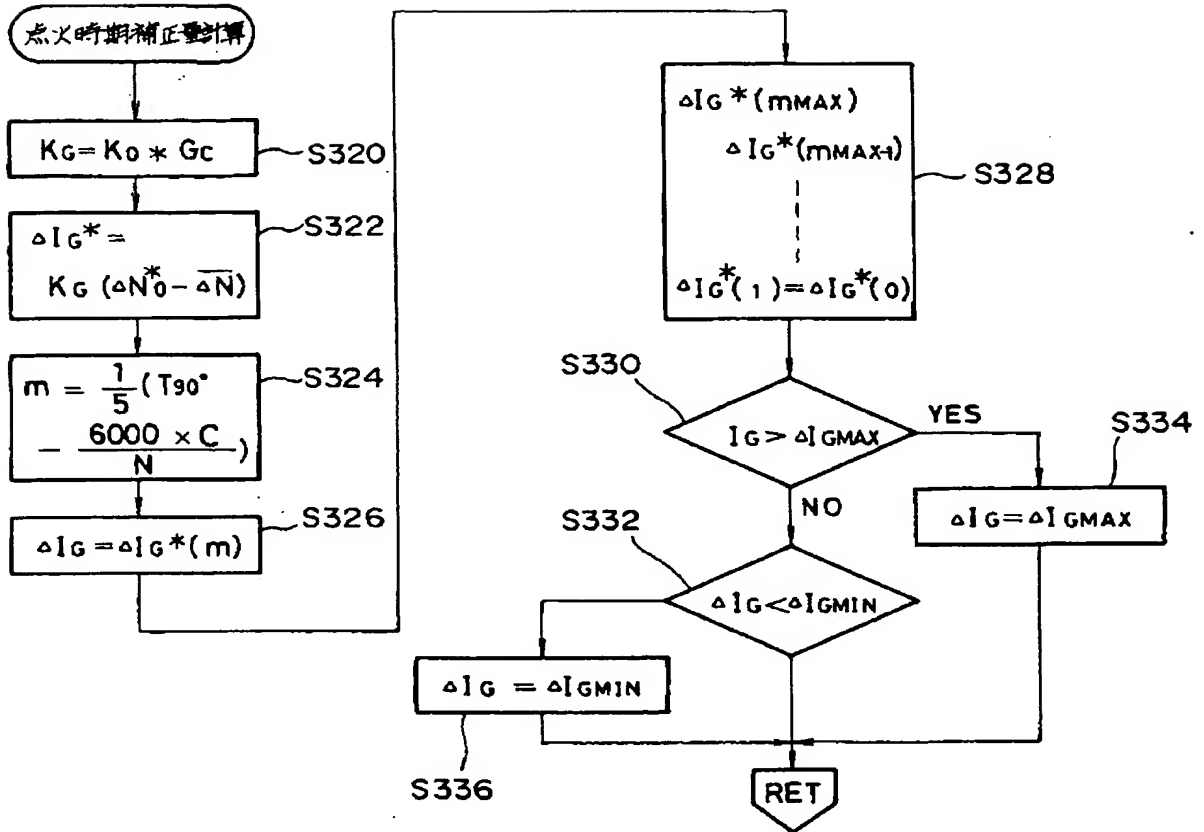 点火時期補正量計算
KG = K0 * GC
S320
ΔIG* =
KG (ΔN*0 - \overline{ΔN})
S322
m = 1/5 (T90°
- 6000 × C / N )
S324
ΔIG = ΔIG*(m)
S326
ΔIG*(mMAX)
ΔIG*(mMAX-1)
ΔIG*(1) = ΔIG*(0)
S328
S330
IG > ΔIGMAX
YES
S334
ΔIG = ΔIGMAX
NO
S332
ΔIG < ΔIGMIN
ΔIG = ΔIGMIN
S336
RET